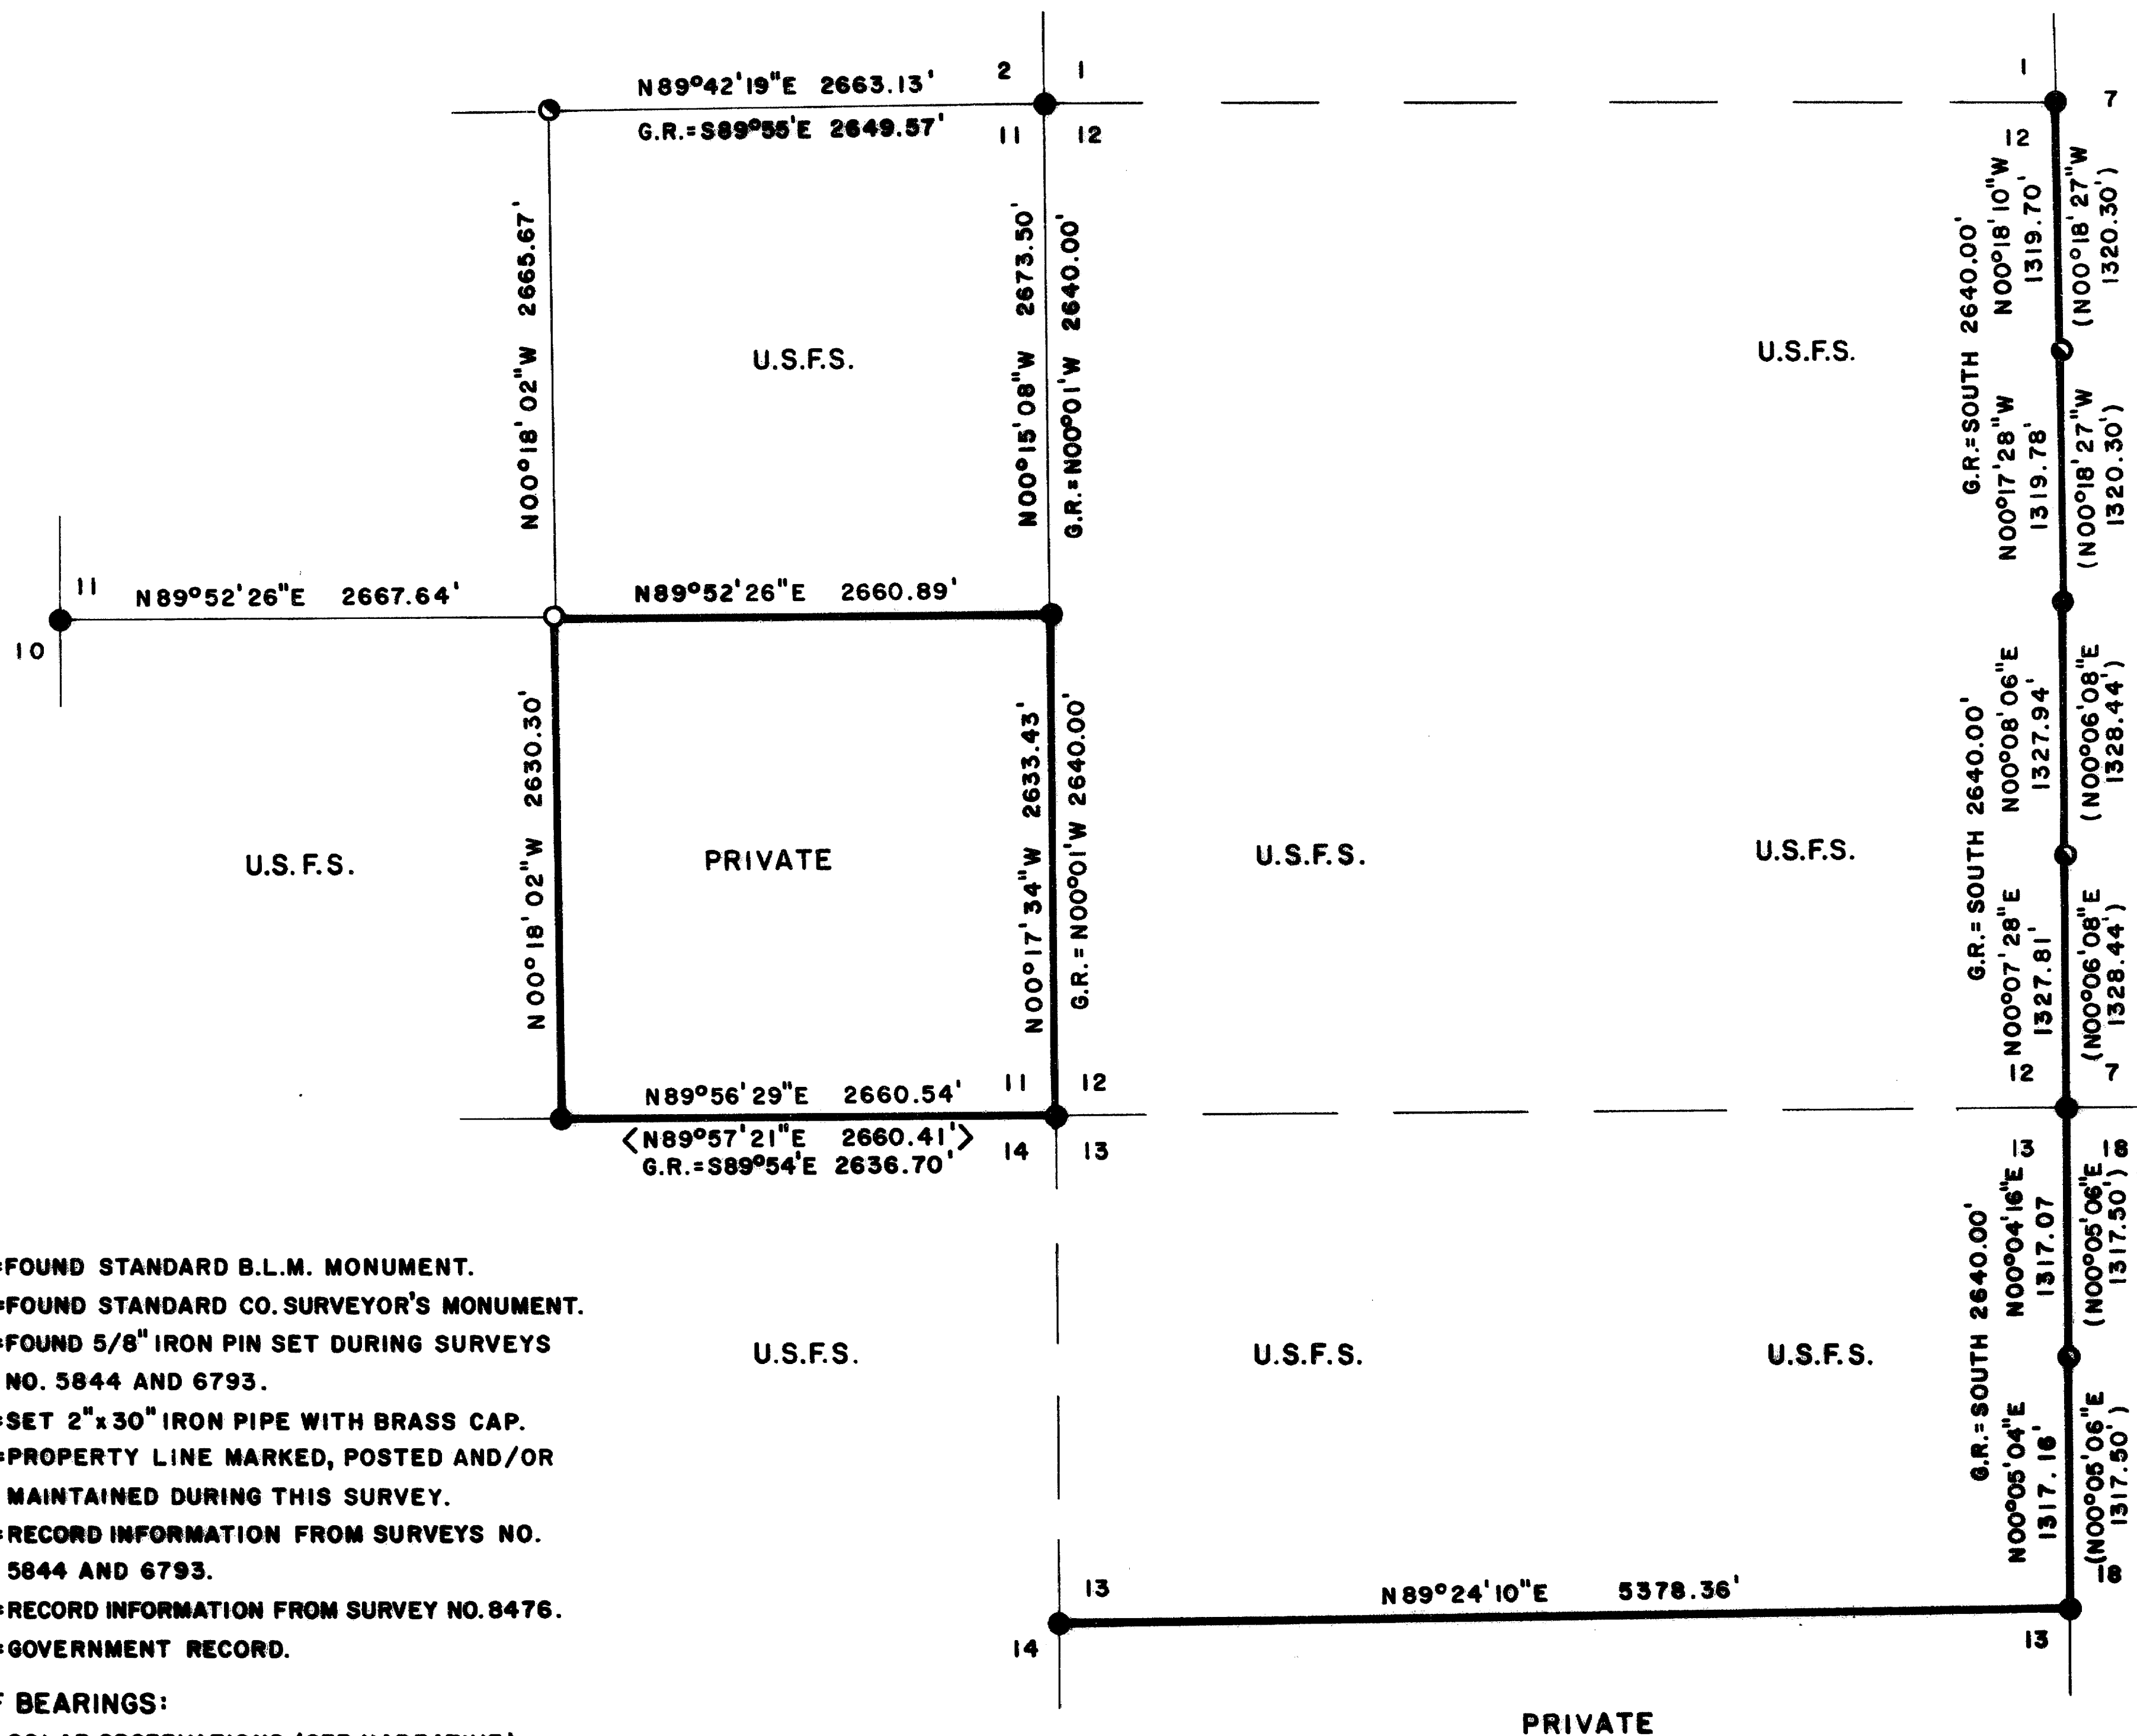 N89°42'19"E 2663.13'
G.R.=S89°55'E 2649.57'
2 1
11 12
1
7
12
N00°18'02"W 2665.67'
N00°15'08"W 2673.50'
G.R.=N00°01'W 2640.00'
U.S.F.S.
U.S.F.S.
G.R.=SOUTH 2640.00'
N00°18'10"W
1319.70'
(N00°18'27"W
1320.30')
N00°17'28"W
1319.78'
(N00°18'27"W
1320.30')
11
N89°52'26"E 2667.64'
10
N89°52'26"E 2660.89'
N00°18'02"W 2630.30'
N00°17'34"W 2633.43'
G.R.=N00°01'W 2640.00'
U.S.F.S.
PRIVATE
U.S.F.S.
U.S.F.S.
G.R.=SOUTH 2640.00'
N00°08'06"E
1327.94'
(N00°06'08"E
1328.44')
N00°07'28"E
1327.81'
(N00°06'08"E
1328.44')
N89°56'29"E 2660.54'
11 12
<N89°57'21"E 2660.41'>
G.R.=S89°54'E 2636.70'
14 13
12 7
13 18
G.R.=SOUTH 2640.00'
N00°04'16"E
1317.07
(N00°05'06"E
1317.50')
N00°05'04"E
1317.16'
(N00°05'06"E
1317.50')
U.S.F.S.
U.S.F.S.
U.S.F.S.
=FOUND STANDARD B.L.M. MONUMENT.
=FOUND STANDARD CO. SURVEYOR'S MONUMENT.
=FOUND 5/8" IRON PIN SET DURING SURVEYS
NO. 5844 AND 6793.
=SET 2"x30" IRON PIPE WITH BRASS CAP.
=PROPERTY LINE MARKED, POSTED AND/OR
MAINTAINED DURING THIS SURVEY.
=RECORD INFORMATION FROM SURVEYS NO.
5844 AND 6793.
=RECORD INFORMATION FROM SURVEY NO. 8476.
=GOVERNMENT RECORD.
13
N89°24'10"E 5378.36'
18
14
13
BEARINGS:
PRIVATE